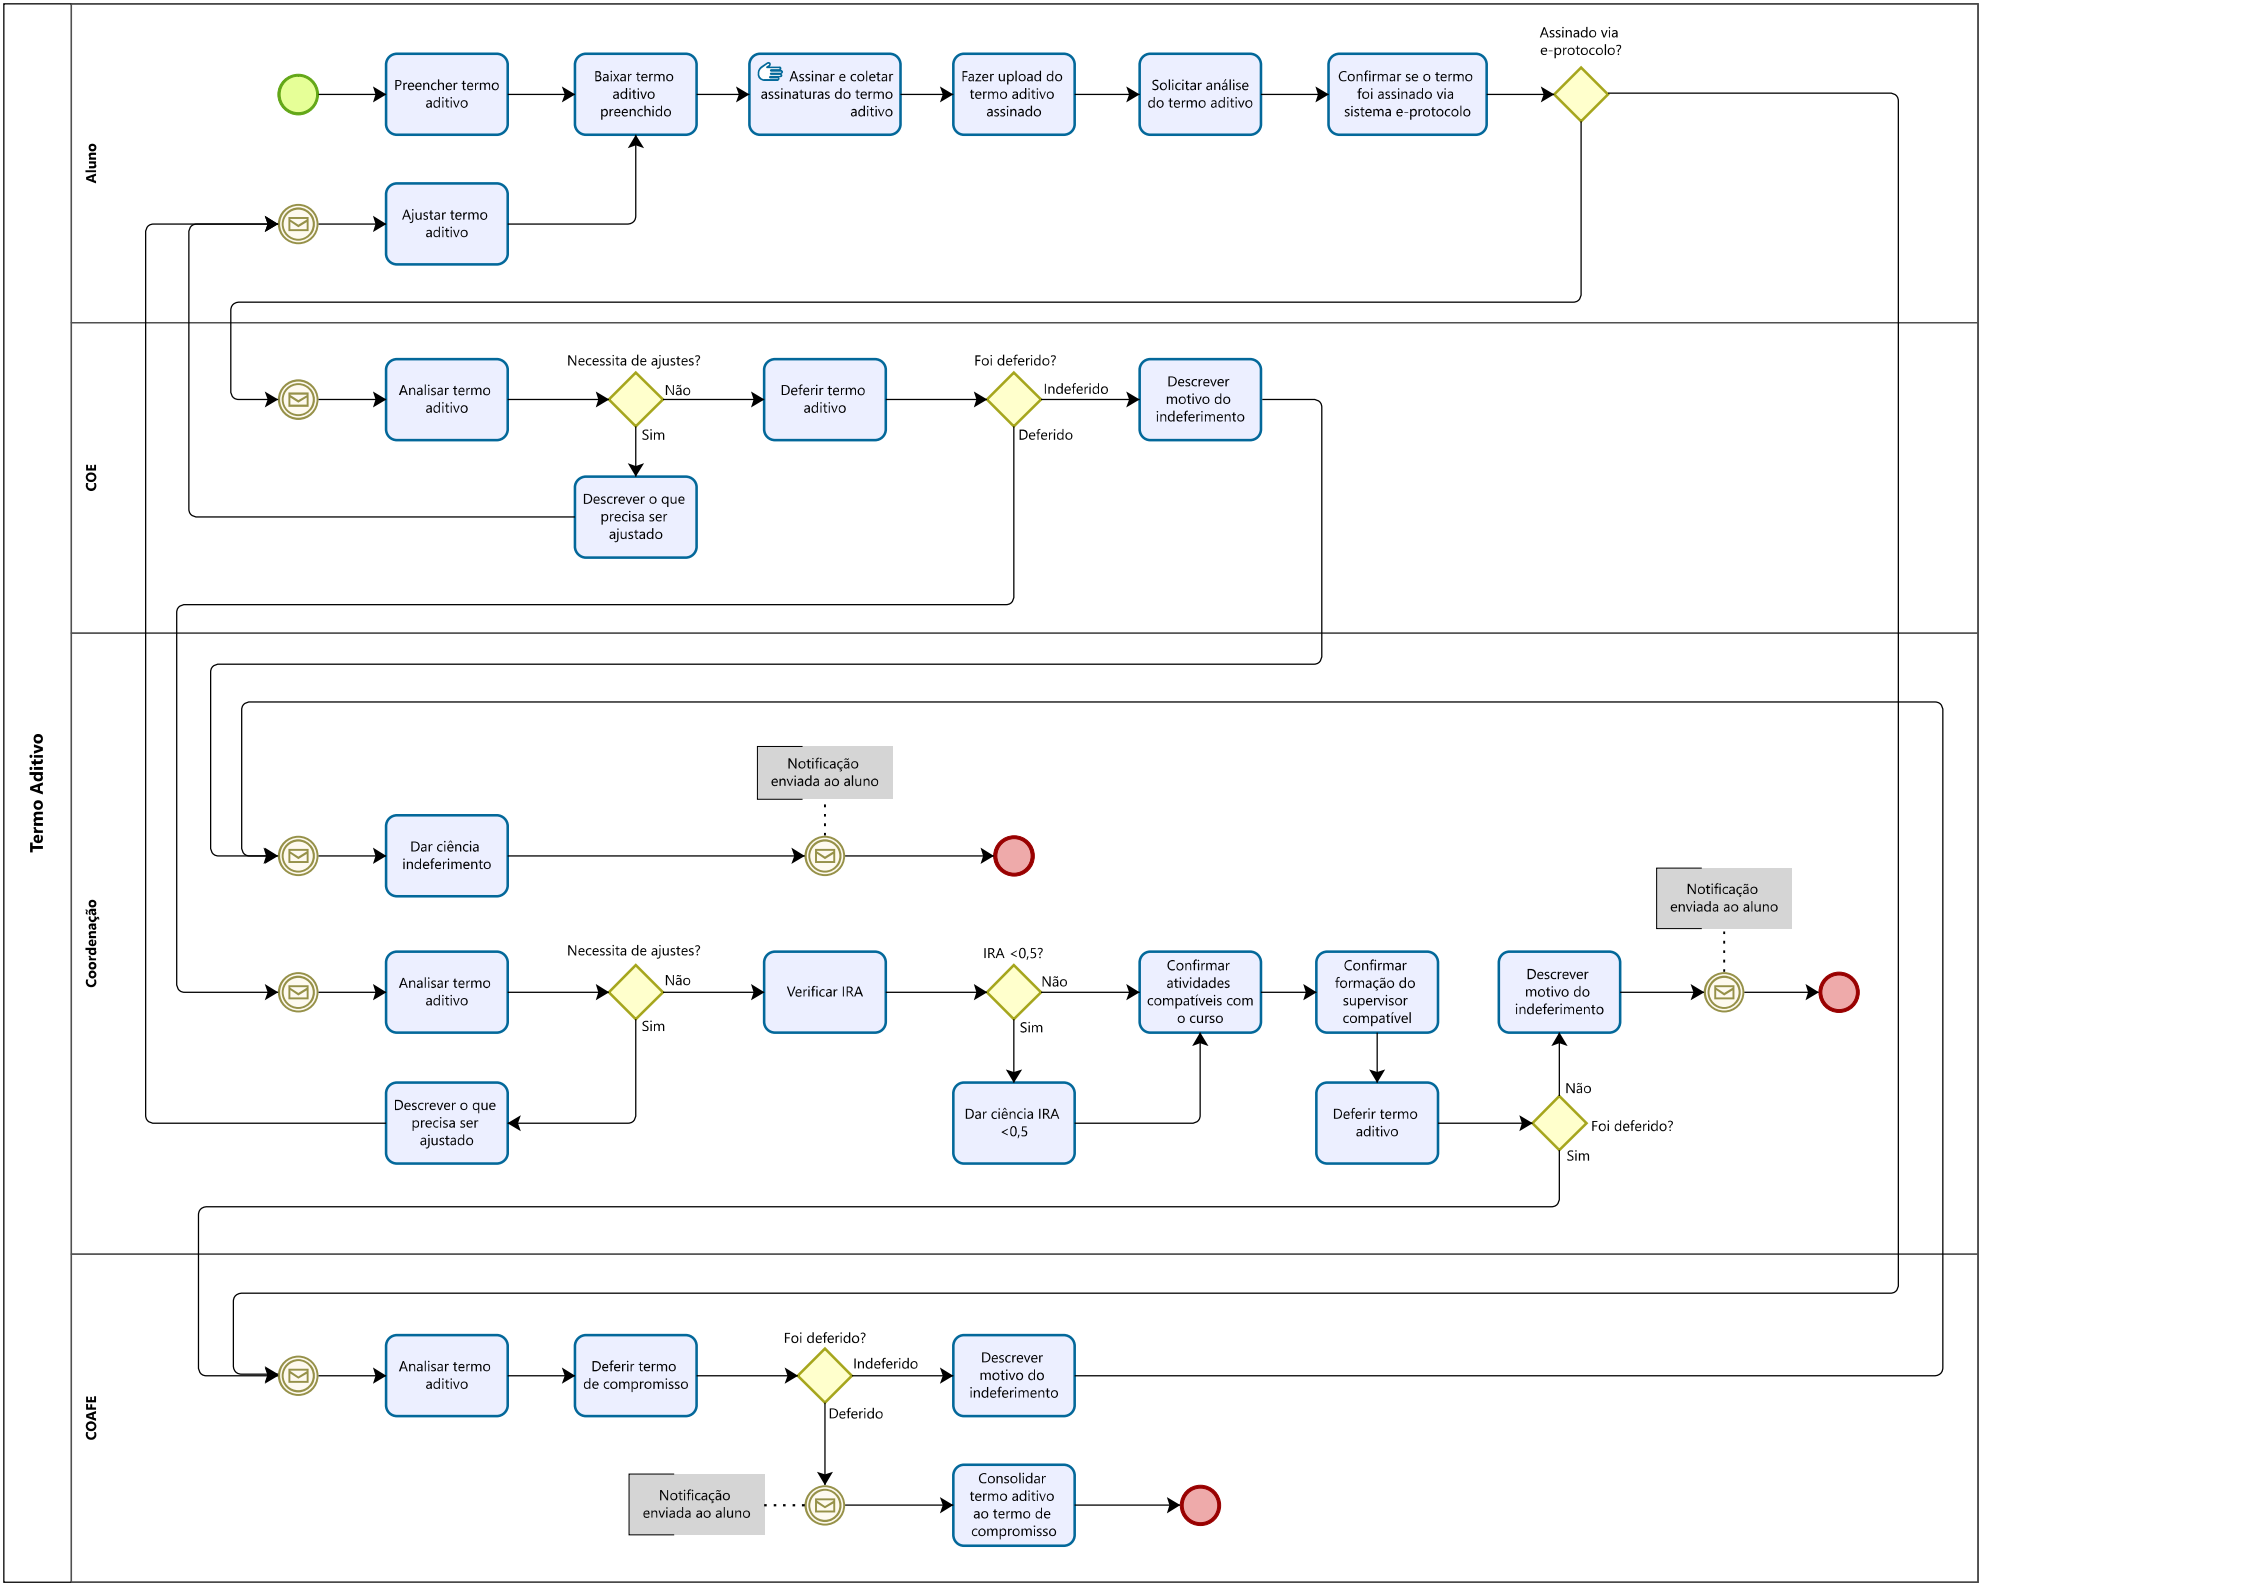 Termo Aditivo
Aluno
Preencher termo
aditivo
Baixar termo
aditivo
preenchido
Assinar e coletar
assinaturas do termo
aditivo
Fazer upload do
termo aditivo
assinado
Solicitar análise
do termo aditivo
Confirmar se o termo
foi assinado via
sistema e-protocolo
Assinado via
e-protocolo?
Ajustar termo
aditivo
COE
Analisar termo
aditivo
Necessita de ajustes?
Não
Sim
Descrever o que
precisa ser
ajustado
Deferir termo
aditivo
Foi deferido?
Indeferido
Deferido
Descrever
motivo do
indeferimento
Coordenação
Dar ciência
indeferimento
Notificação
enviada ao aluno
Analisar termo
aditivo
Necessita de ajustes?
Não
Sim
Descrever o que
precisa ser
ajustado
Verificar IRA
IRA <0,5?
Não
Sim
Dar ciência IRA
<0,5
Confirmar
atividades
compatíveis com
o curso
Confirmar
formação do
supervisor
compatível
Deferir termo
aditivo
Foi deferido?
Não
Sim
Descrever
motivo do
indeferimento
Notificação
enviada ao aluno
COAFE
Analisar termo
aditivo
Deferir termo
de compromisso
Foi deferido?
Indeferido
Deferido
Descrever
motivo do
indeferimento
Notificação
enviada ao aluno
Consolidar
termo aditivo
ao termo de
compromisso